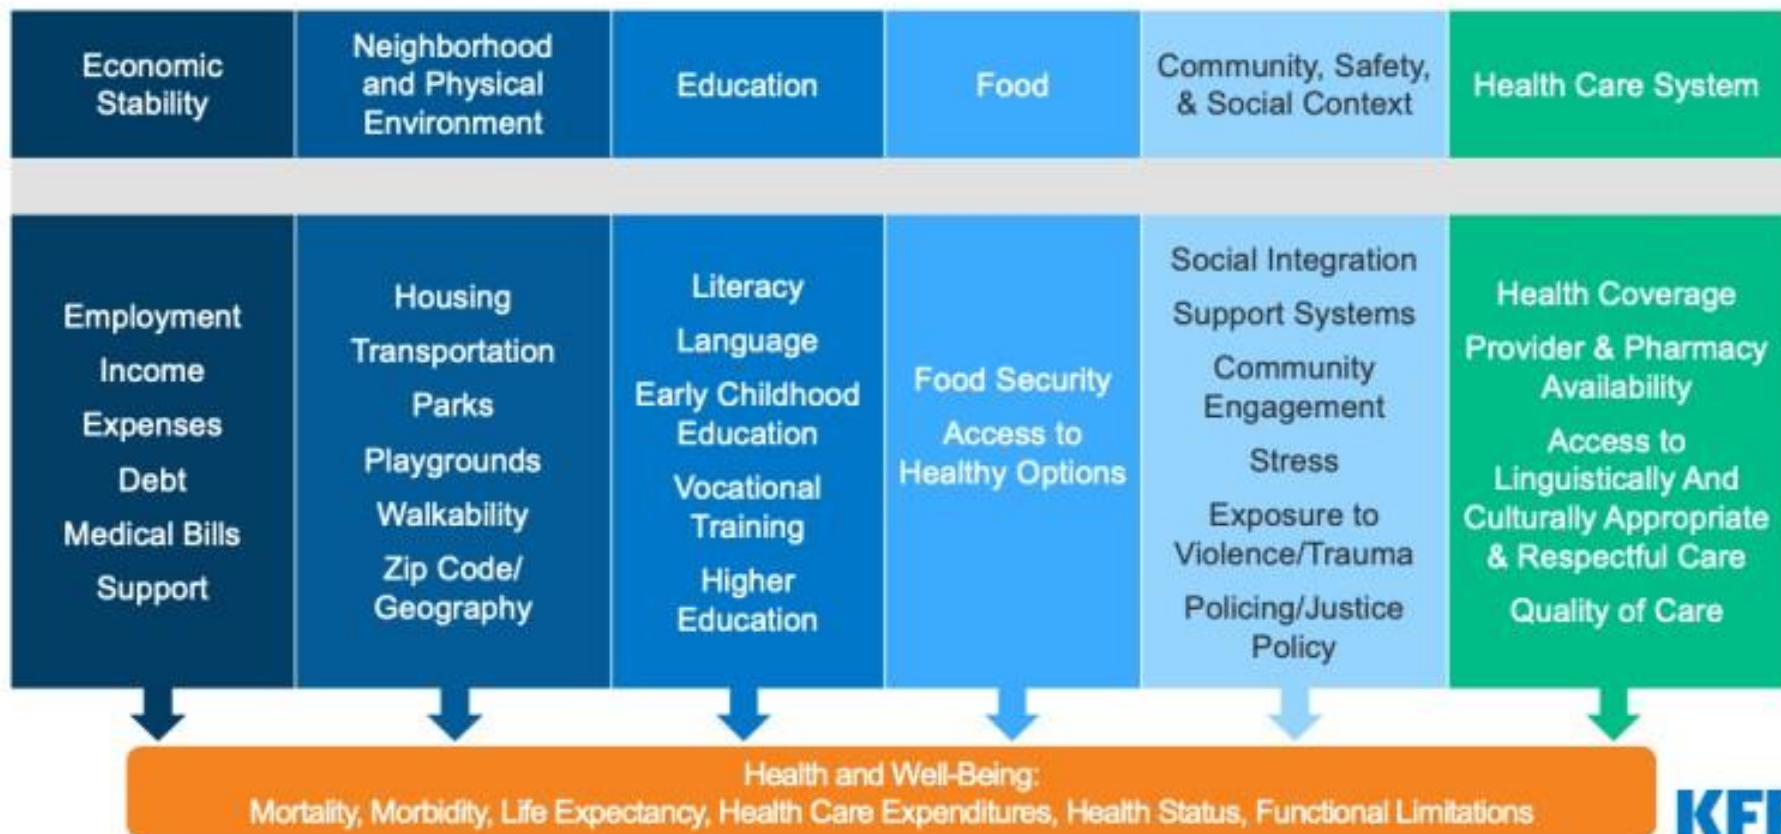 Economic
Stability
Neighborhood
and Physical
Environment
Education
Food
Community, Safety,
& Social Context
Health Care System
Employment
Income
Expenses
Debt
Medical Bills
Support
Housing
Transportation
Parks
Playgrounds
Walkability
Zip Code/
Geography
Literacy
Language
Early Childhood
Education
Vocational
Training
Higher
Education
Food Security
Access to
Healthy Options
Social Integration
Support Systems
Community
Engagement
Stress
Exposure to
Violence/Trauma
Policing/Justice
Policy
Health Coverage
Provider & Pharmacy
Availability
Access to
Linguistically And
Culturally Appropriate
& Respectful Care
Quality of Care
Health and Well-Being:
Mortality, Morbidity, Life Expectancy, Health Care Expenditures, Health Status, Functional Limitations